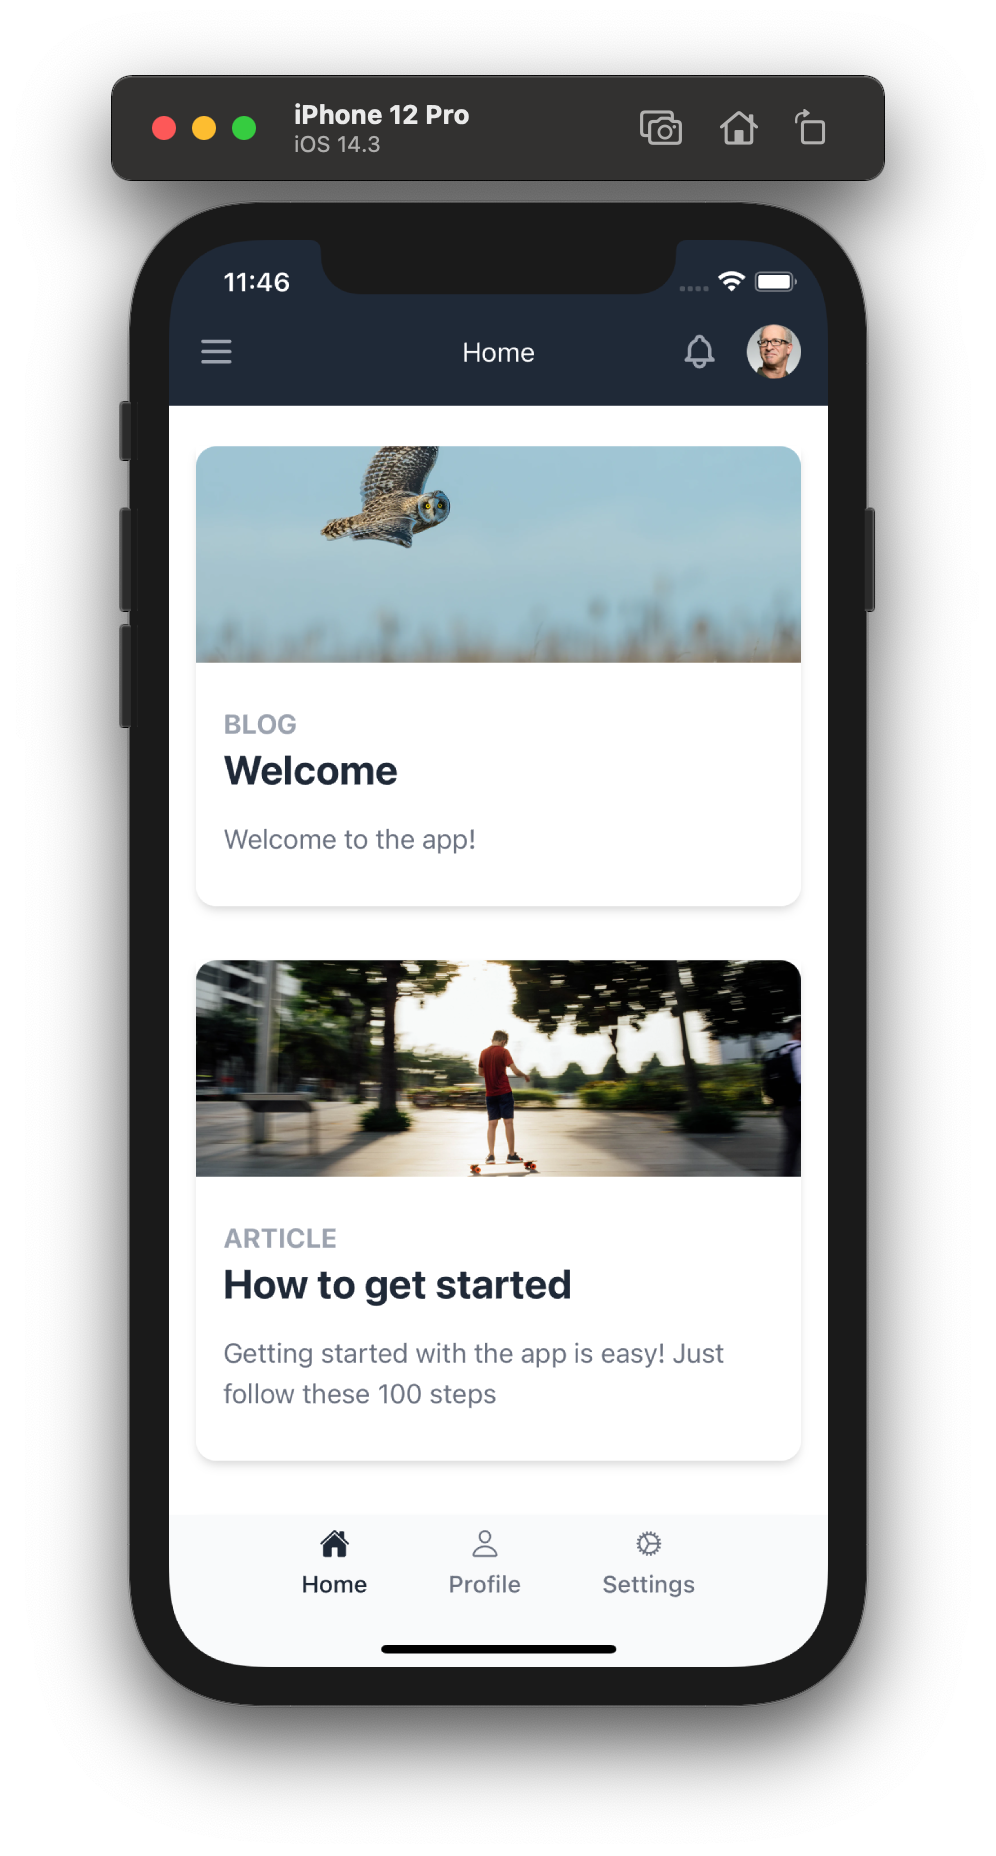 iPhone 12 Pro
iOS 14.3
11:46
Home
BLOG
Welcome
Welcome to the app!
ARTICLE
How to get started
Getting started with the app is easy! Just
follow these 100 steps
Home Profile Settings